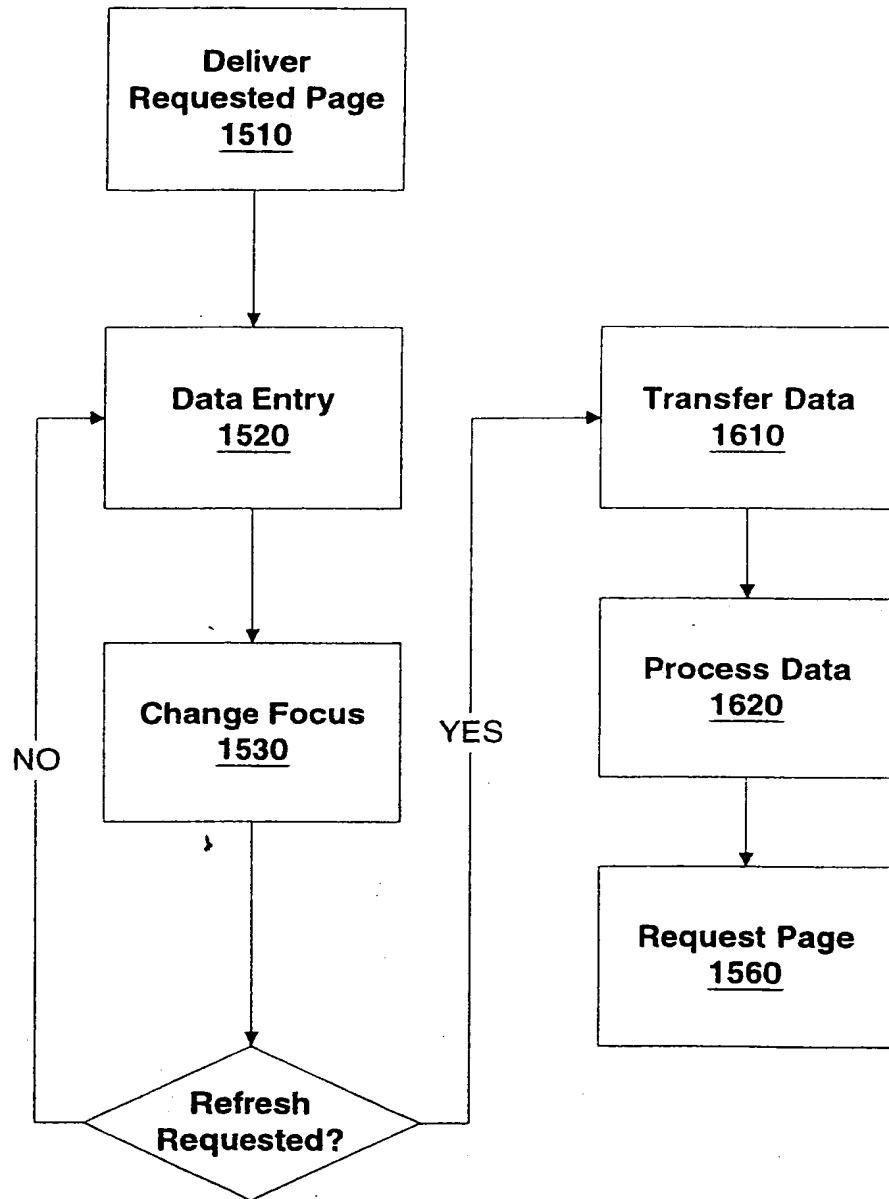 Deliver
Requested Page
1510
Data Entry
1520
Change Focus
1530
Refresh
Requested?
NO
YES
Transfer Data
1610
Process Data
1620
Request Page
1560